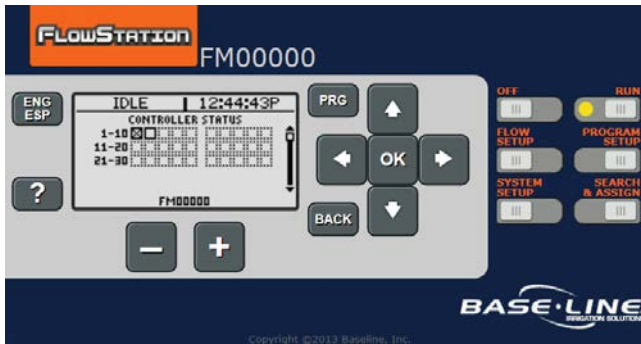 FLOWSTATION
FM00000
ENG
ESP
IDLE 12:44:43P
CONTROLLER STATUS
1-10
11-20
21-30
FM00000
?
-
+
PRG
OK
BACK
OFF
RUN
FLOW
SETUP
PROGRAM
SETUP
SYSTEM
SETUP
SEARCH
& ASSIGN
BASE·LINE
IRRIGATION SOLUTION
Copyright ©2013 Baseline, Inc.